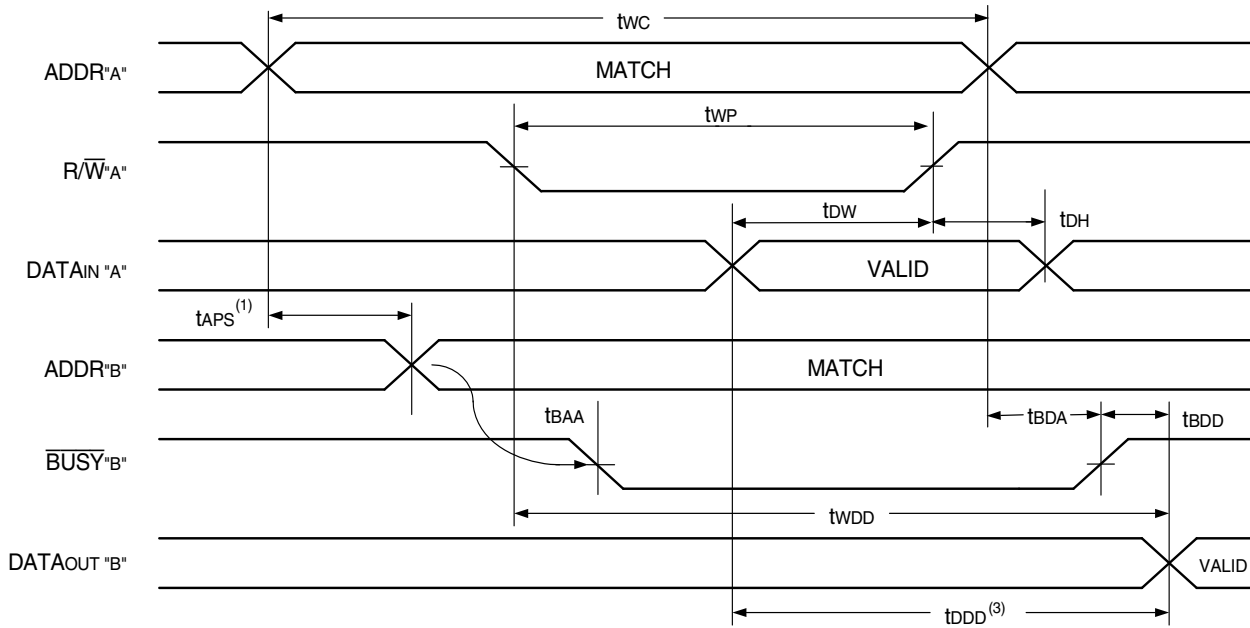 tWC
ADDR"A"
MATCH
tWP
R/W̅"A"
tDW
tDH
DATAIN "A"
VALID
tAPS(1)
ADDR"B"
MATCH
tBAA
tBDA
tBDD
B̅U̅S̅Y̅"B"
tWDD
DATAOUT "B"
VALID
tDDD(3)